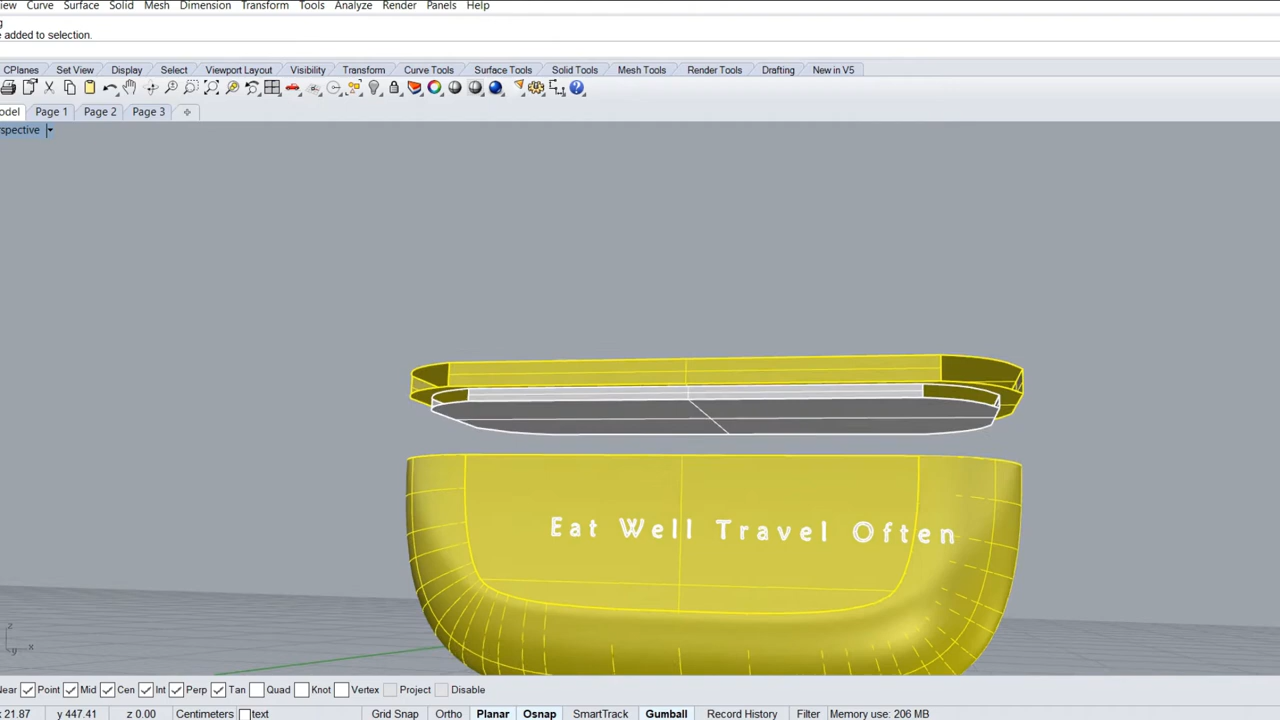 Curve Surface Solid Mesh Dimension Transform Tools Analyze Render Panels Help
added to selection.
CPlanes Set View Display Select Viewport Layout Visibility Transform Curve Tools Surface Tools Solid Tools Mesh Tools Render Tools Drafting New in V5
Page 1 Page 2 Page 3
Eat Well Travel Often
z
y x
Point Mid Cen Int Perp Tan Quad Knot Vertex Project Disable
x 21.87 y 447.41 z 0.00 Centimeters text Grid Snap Ortho Planar Osnap SmartTrack Gumball Record History Filter Memory use: 206 MB